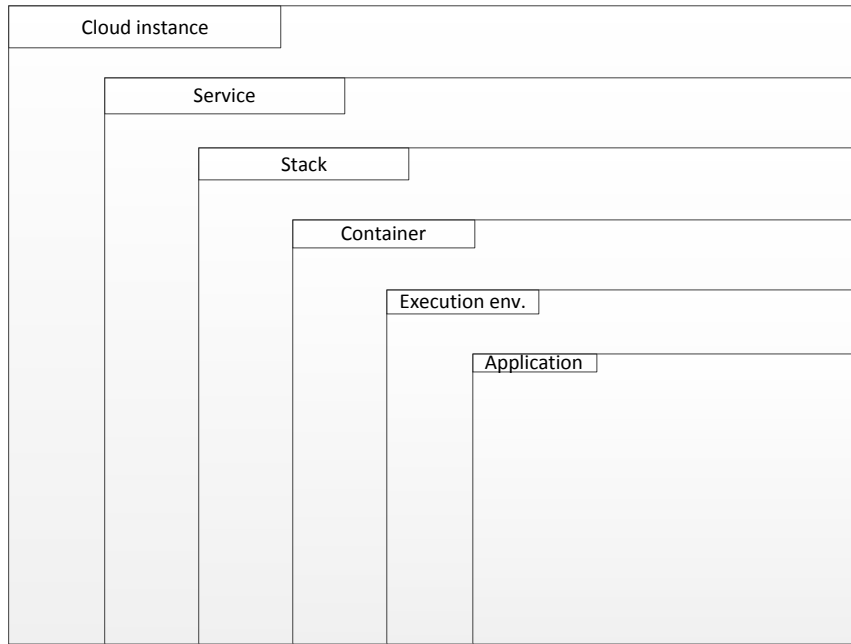 Cloud instance
Service
Stack
Container
Execution env.
Application